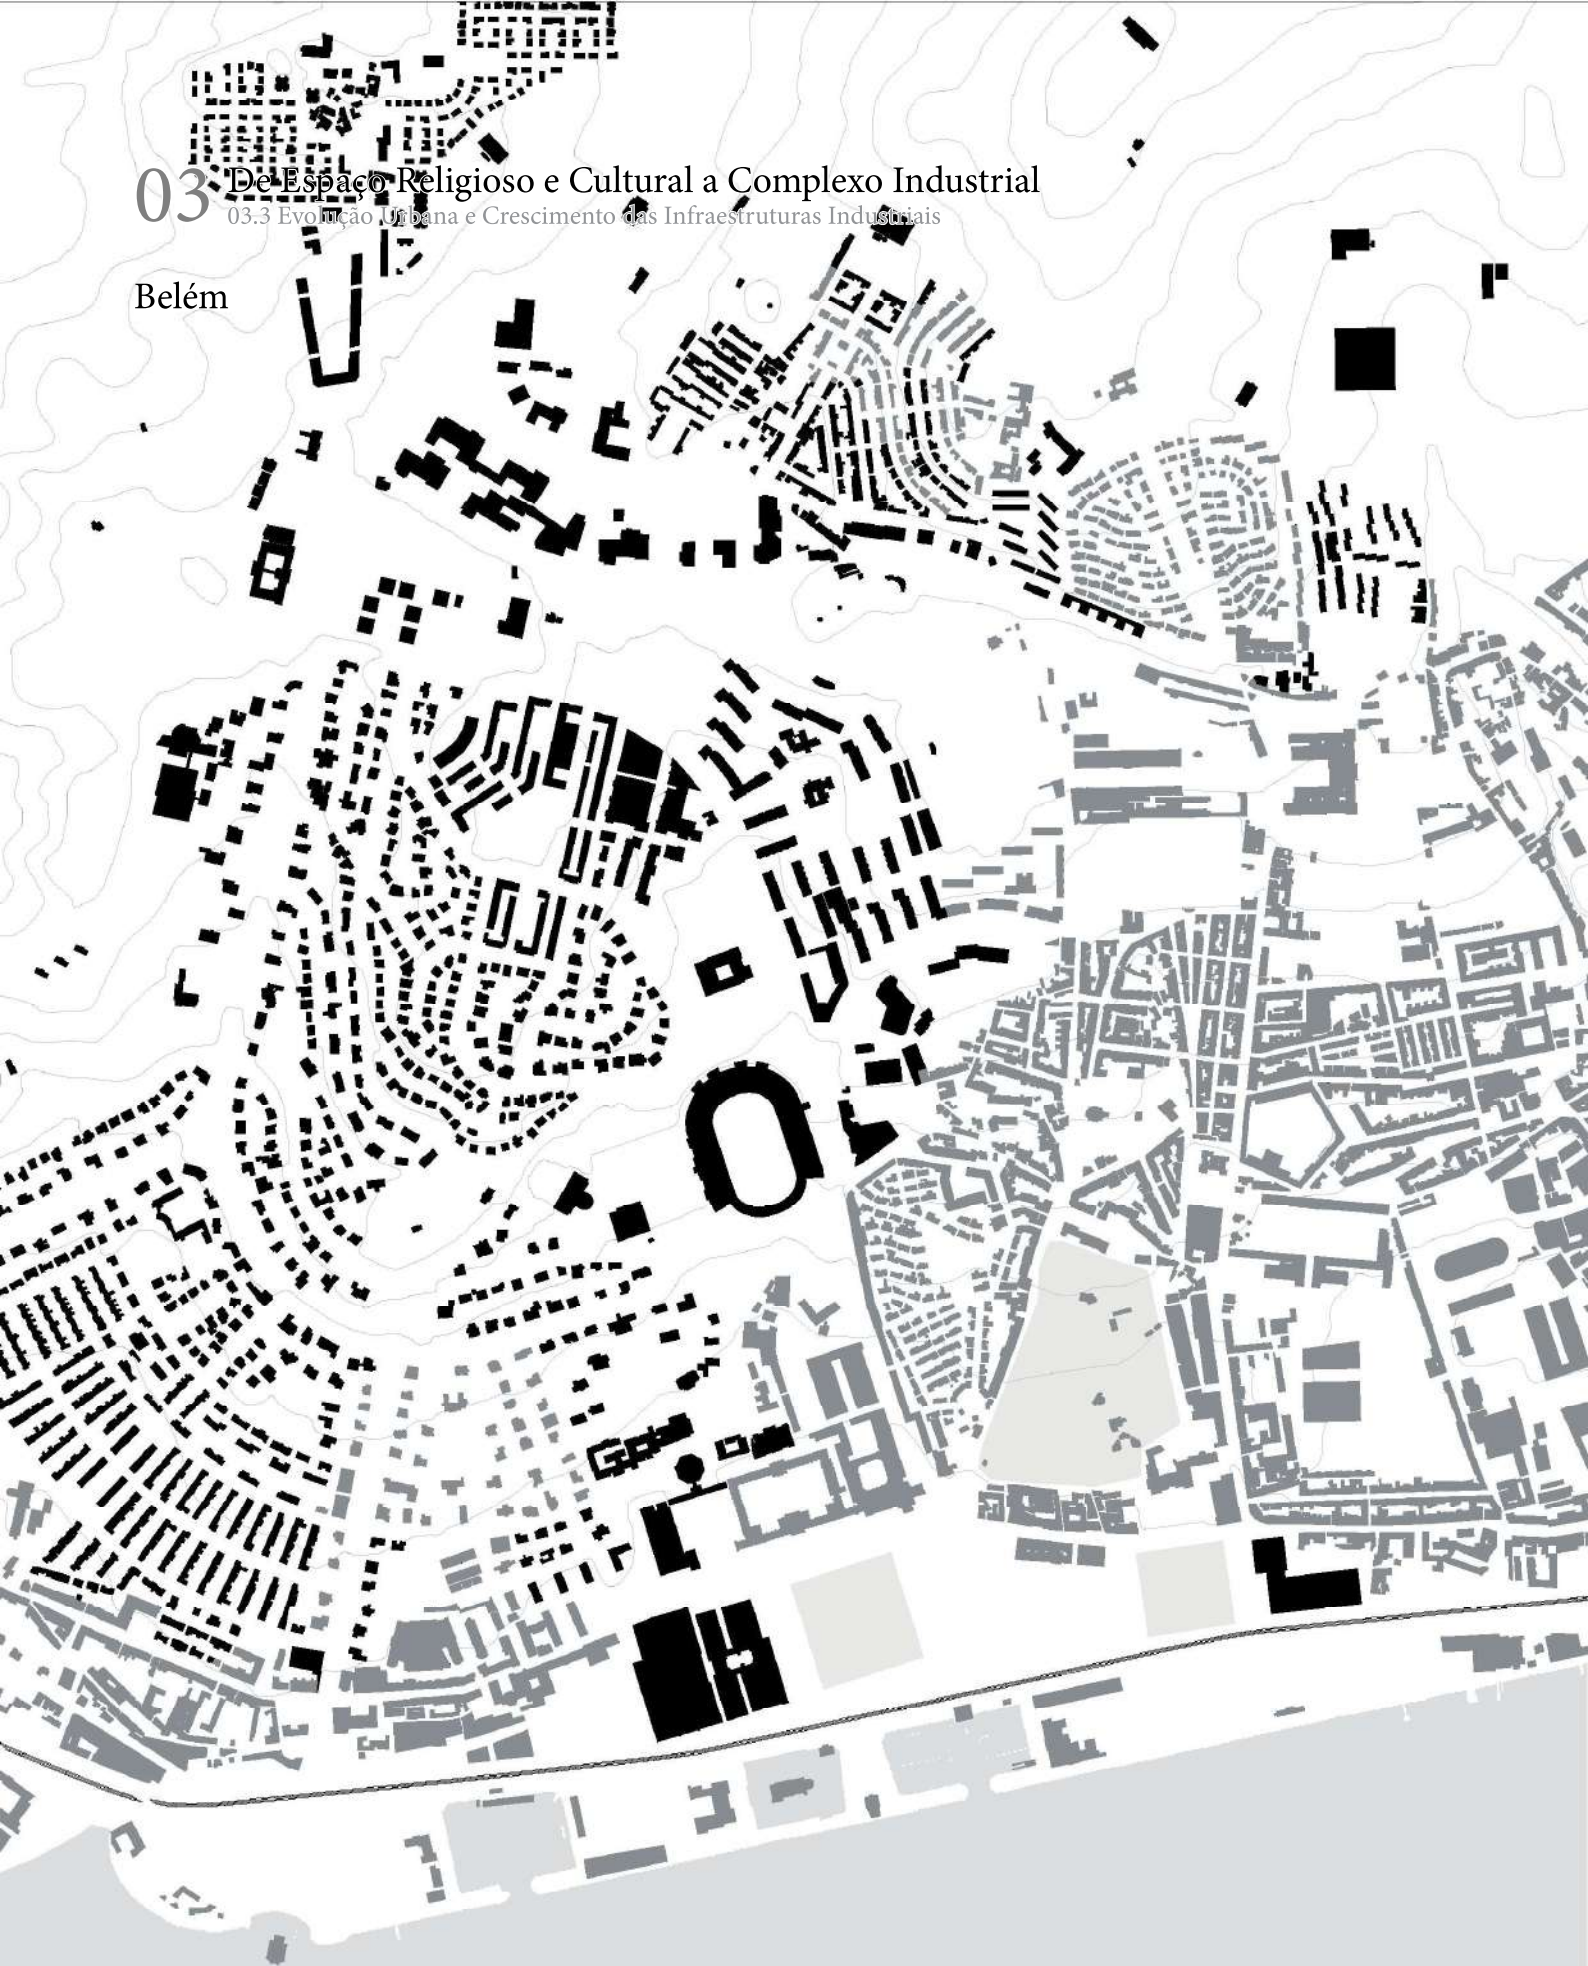 03 De Espaço Religioso e Cultural a Complexo Industrial
03.3 Evolução Urbana e Crescimento das Infraestruturas Industriais
Belém